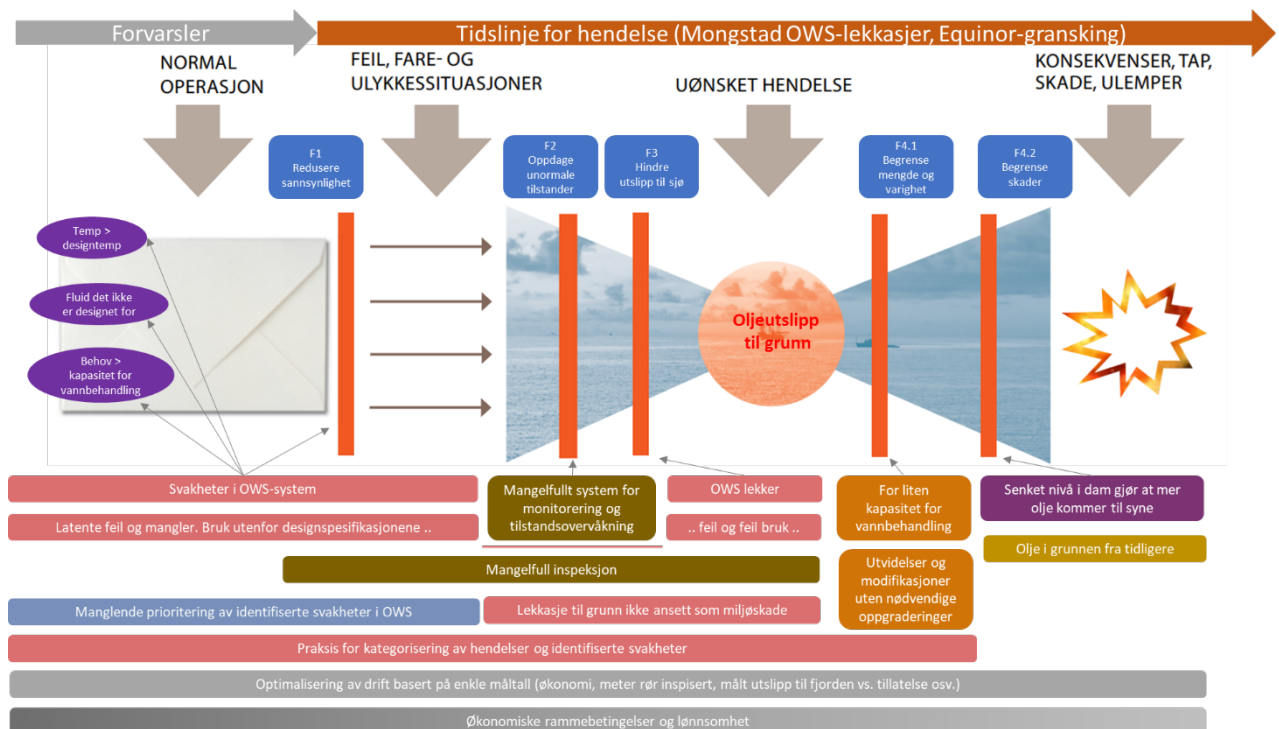 Forvarsler
Tidslinje for hendelse (Mongstad OWS-lekkasjer, Equinor-gransking)
NORMAL
OPERASJON
FEIL, FARE- OG
ULYKKESSITUASJONER
UØNSKET HENDELSE
KONSEKVENSER, TAP,
SKADE, ULEMPER
F1
Redusere
sannsynlighet
F2
Oppdage
unormale
tilstander
F3
Hindre
utslipp til sjø
F4.1
Begrense
mengde og
varighet
F4.2
Begrense
skader
Temp >
designtemp
Fluid det ikke
er designet for
Behov >
kapasitet for
vannbehandling
Oljeutslipp
til grunn
Svakheter i OWS-system
Mangelfullt system for
monitorering og
tilstandsovervåkning
OWS lekker
For liten
kapasitet for
vannbehandling
Senket nivå i dam gjør at mer
olje kommer til syne
Latente feil og mangler. Bruk utenfor designspesifikasjonene ..
.. feil og feil bruk ..
Olje i grunnen fra tidligere
Mangelfull inspeksjon
Utvidelser og
modifikasjoner
uten nødvendige
oppgraderinger
Manglende prioritering av identifiserte svakheter i OWS
Lekkasje til grunn ikke ansett som miljøskade
Praksis for kategorisering av hendelser og identifiserte svakheter
Optimalisering av drift basert på enkle måltall (økonomi, meter rør inspisert, målt utslipp til fjorden vs. tillatelse osv.)
Økonomiske rammebetingelser og lønnsomhet